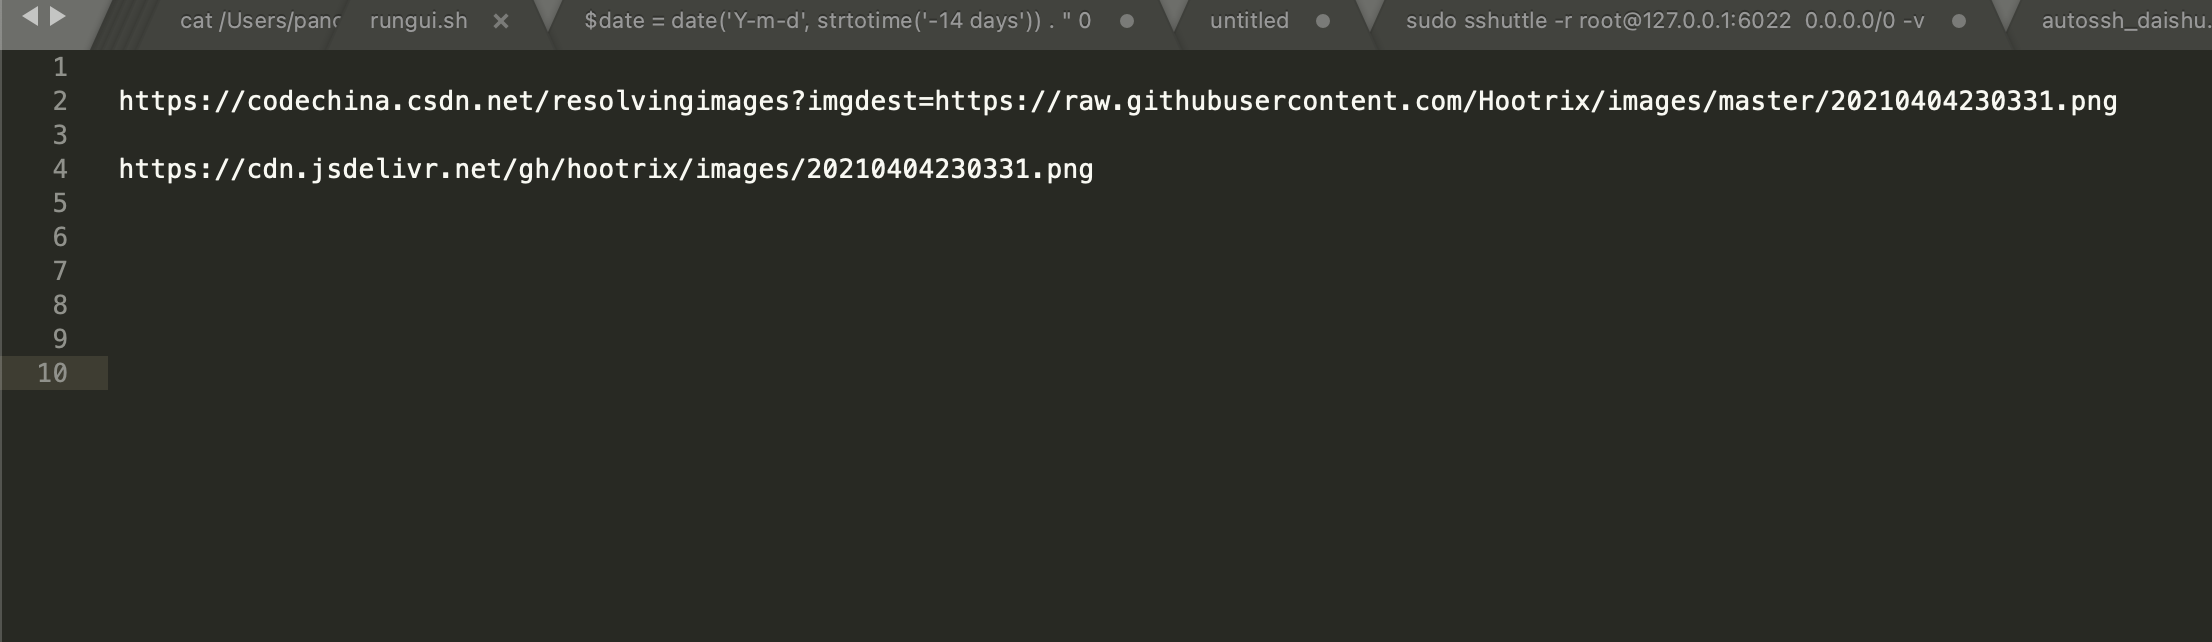 cat /Users/panc
rungui.sh
$date = date('Y-m-d', strtotime('-14 days')) . " 0
untitled
sudo sshuttle -r root@127.0.0.1:6022  0.0.0.0/0 -v
autossh_daishu.
1
2 https://codechina.csdn.net/resolvingimages?imgdest=https://raw.githubusercontent.com/Hootrix/images/master/20210404230331.png
3
4 https://cdn.jsdelivr.net/gh/hootrix/images/20210404230331.png
5
6
7
8
9
10